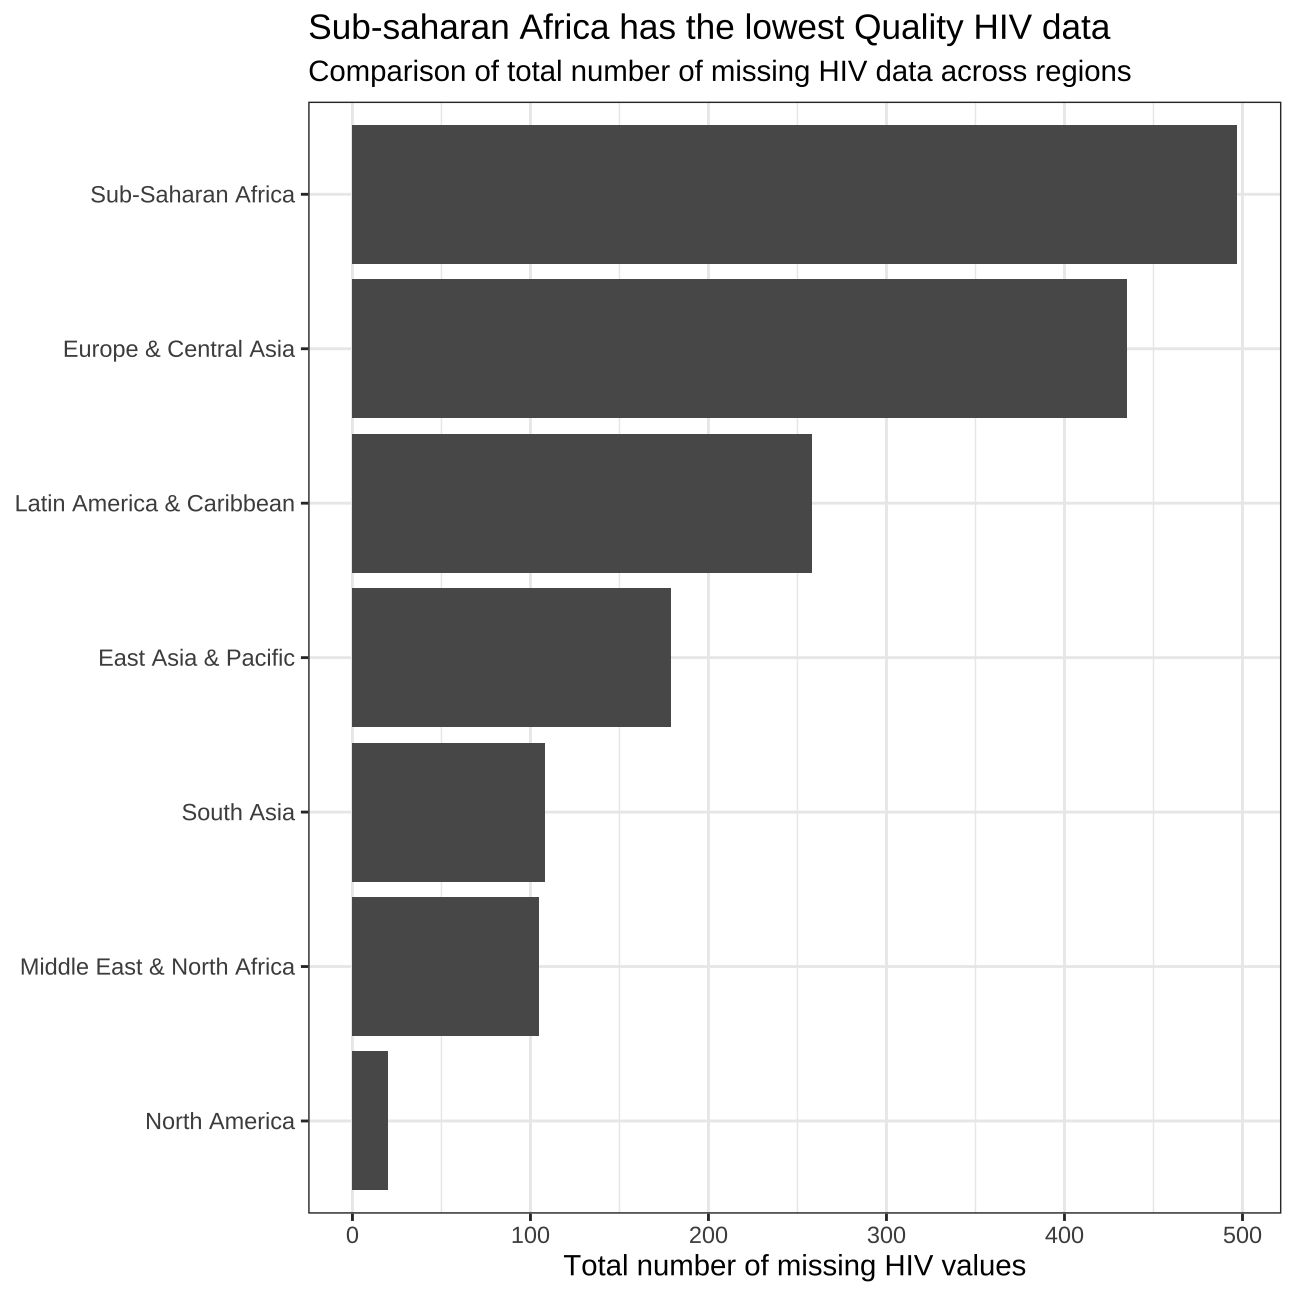 Sub-saharan Africa has the lowest Quality HIV data
Comparison of total number of missing HIV data across regions
Sub-Saharan Africa
Europe & Central Asia
Latin America & Caribbean
East Asia & Pacific
South Asia
Middle East & North Africa
North America
0 100 200 300 400 500
Total number of missing HIV values